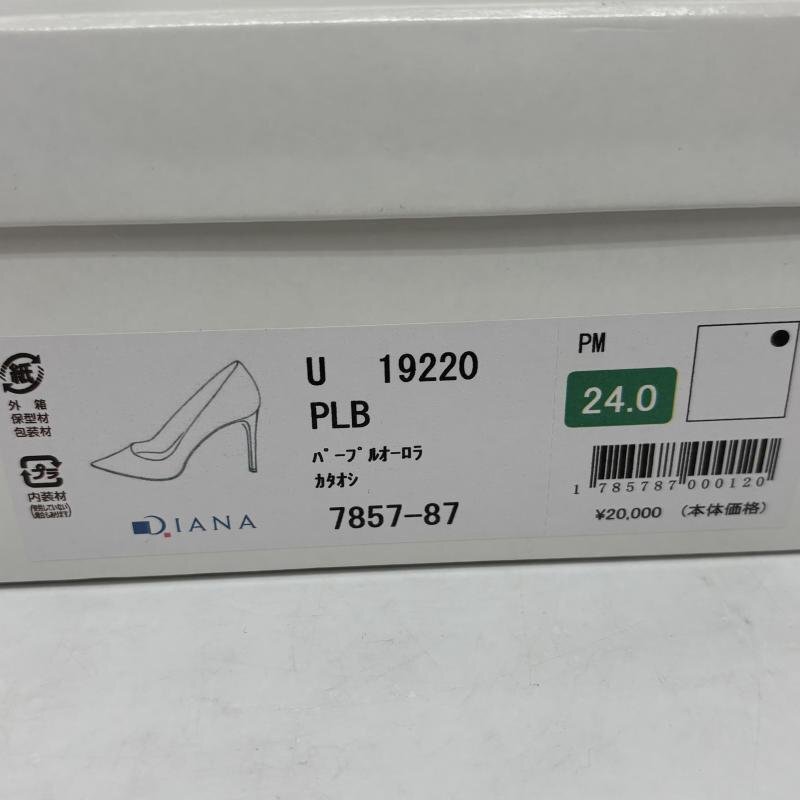 紙
外 箱
保型材
包装材
プラ
内装材
DIANA
U 19220
PLB
ﾊﾟｰﾌﾟﾙｵｰﾛﾗ
ｶﾀｵｼ
7857-87
PM
24.0
1 785787 000120
¥20,000 (本体価格)